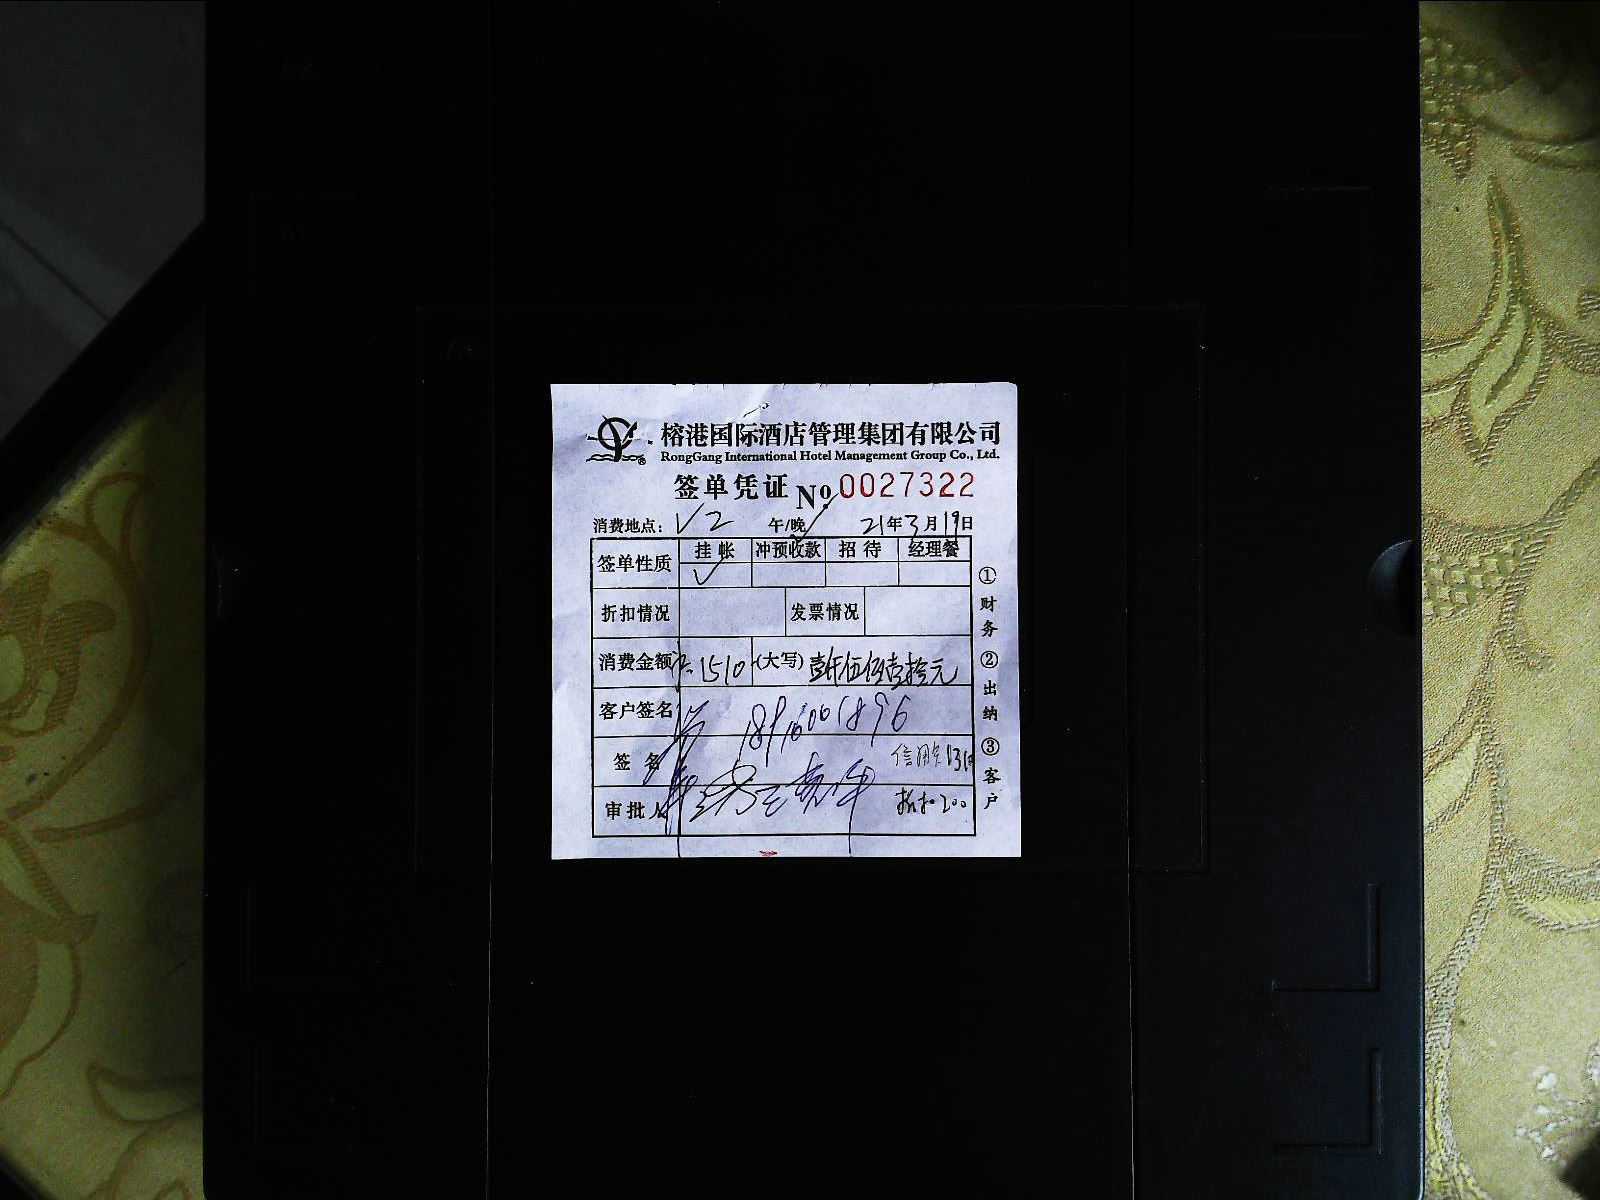 榕港国际酒店管理集团有限公司
RongGang International Hotel Management Group Co., Ltd.
签单凭证 No. 0027322
消费地点: V2 午/晚 21年3月19日
签单性质 挂帐 冲预收款 招待 经理餐
✓
折扣情况 发票情况
消费金额 1510 (大写) 壹仟伍佰壹拾元
客户签名
签名
审批人 折扣200
①财务 ②出纳 ③客户